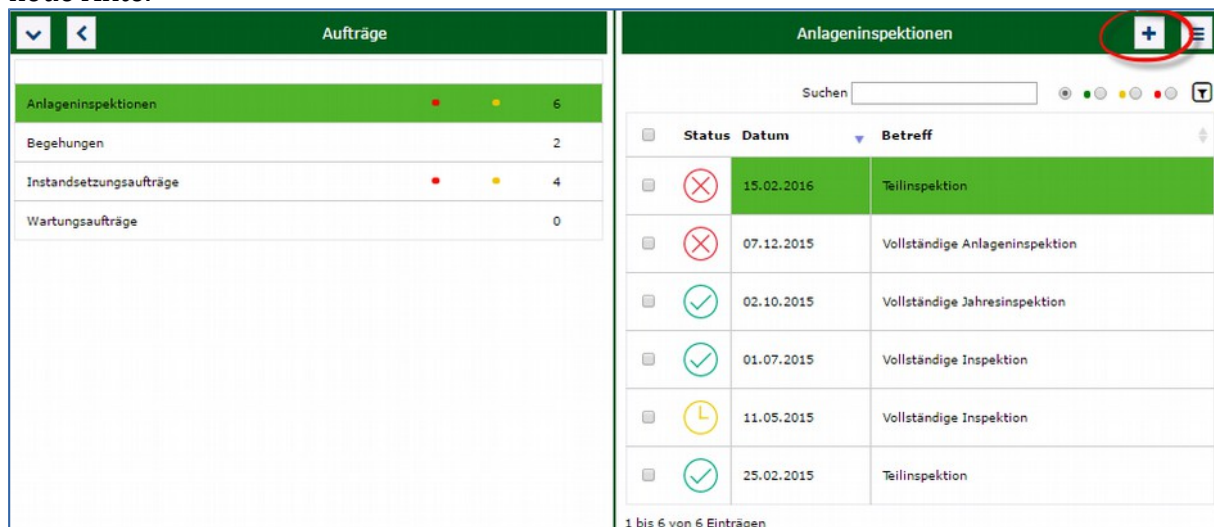 Aufträge
Anlageninspektionen 6
Begehungen 2
Instandsetzungsaufträge 4
Wartungsaufträge 0
Anlageninspektionen
Suchen
Status Datum Betreff
15.02.2016 Teilinspektion
07.12.2015 Vollständige Anlageninspektion
02.10.2015 Vollständige Jahresinspektion
01.07.2015 Vollständige Inspektion
11.05.2015 Vollständige Inspektion
25.02.2015 Teilinspektion
1 bis 6 von 6 Einträgen